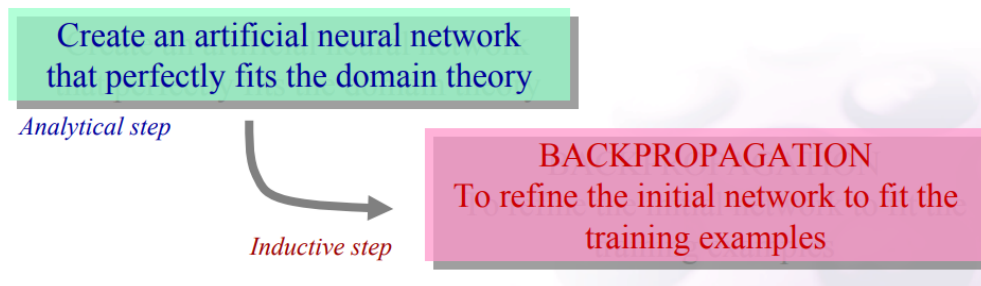 Create an artificial neural network
that perfectly fits the domain theory
Analytical step
BACKPROPAGATION
To refine the initial network to fit the
training examples
Inductive step